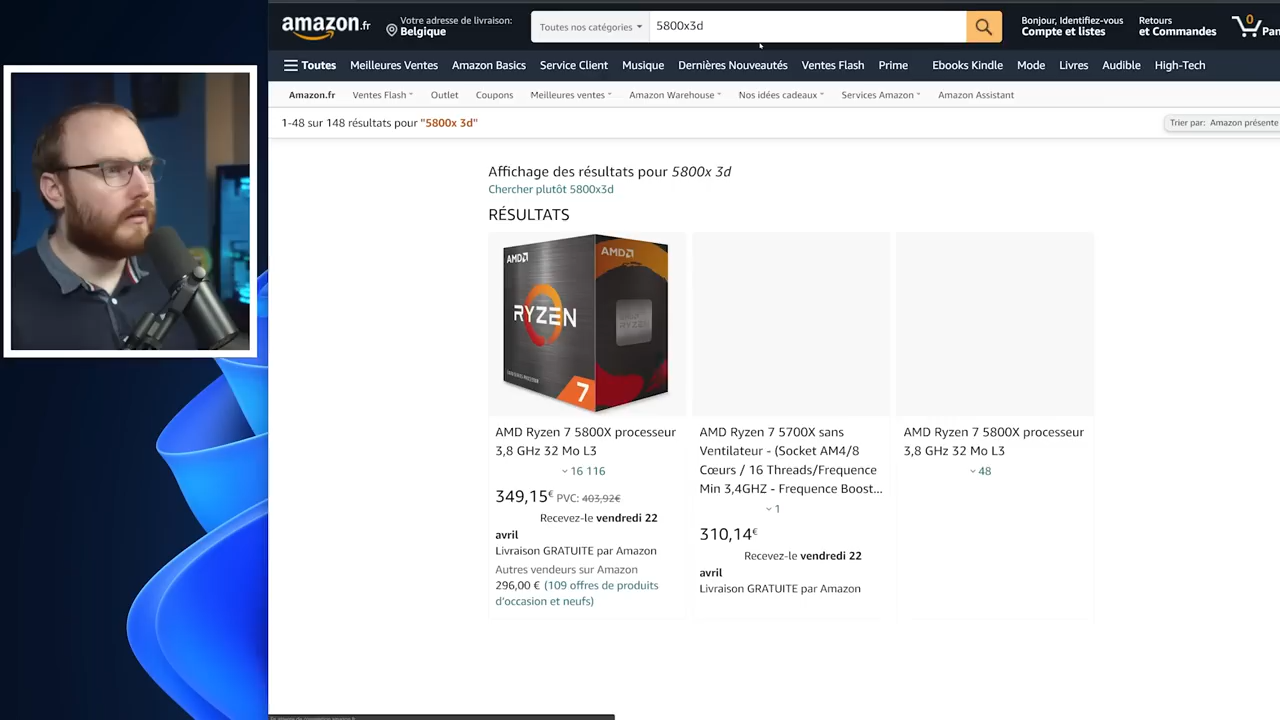 amazon.fr
Votre adresse de livraison:
Belgique
Toutes nos catégories
5800x3d
Bonjour, Identifiez-vous
Compte et listes
Retours
et Commandes
0
Toutes
Meilleures Ventes
Amazon Basics
Service Client
Musique
Dernières Nouveautés
Ventes Flash
Prime
Ebooks Kindle
Mode
Livres
Audible
High-Tech
Amazon.fr
Ventes Flash
Outlet
Coupons
Meilleures ventes
Amazon Warehouse
Nos idées cadeaux
Services Amazon
Amazon Assistant
1-48 sur 148 résultats pour "5800x 3d"
Trier par: Amazon présente
Affichage des résultats pour 5800x 3d
Chercher plutôt 5800x3d
RÉSULTATS
AMD
AMD
RYZEN
7
AMD Ryzen 7 5800X processeur
3,8 GHz 32 Mo L3
16 116
349,15€ PVC: 403,92€
Recevez-le vendredi 22
avril
Livraison GRATUITE par Amazon
Autres vendeurs sur Amazon
296,00 € (109 offres de produits
d'occasion et neufs)
AMD Ryzen 7 5700X sans
Ventilateur - (Socket AM4/8
Cœurs / 16 Threads/Frequence
Min 3,4GHZ - Frequence Boost...
1
310,14€
Recevez-le vendredi 22
avril
Livraison GRATUITE par Amazon
AMD Ryzen 7 5800X processeur
3,8 GHz 32 Mo L3
48